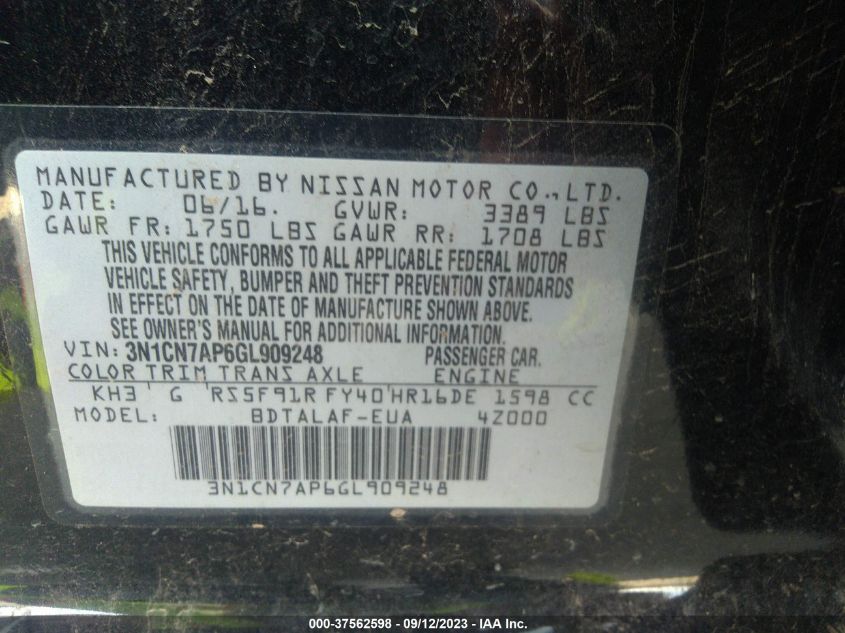 MANUFACTURED BY NISSAN MOTOR CO., LTD.
DATE: 06/16. GVWR: 3389 LBS
GAWR FR: 1750 LBS GAWR RR: 1708 LBS
THIS VEHICLE CONFORMS TO ALL APPLICABLE FEDERAL MOTOR
VEHICLE SAFETY, BUMPER AND THEFT PREVENTION STANDARDS
IN EFFECT ON THE DATE OF MANUFACTURE SHOWN ABOVE.
SEE OWNER'S MANUAL FOR ADDITIONAL INFORMATION.
VIN: 3N1CN7AP6GL909248 PASSENGER CAR.
COLOR TRIM TRANS AXLE ENGINE
KH3 ' G 'RS5F91R FY40'HR16DE 1598 CC
MODEL: BDTALAF-EUA 4Z000
3N1CN7AP6GL909248
000-37562598 - 09/12/2023 - IAA Inc.